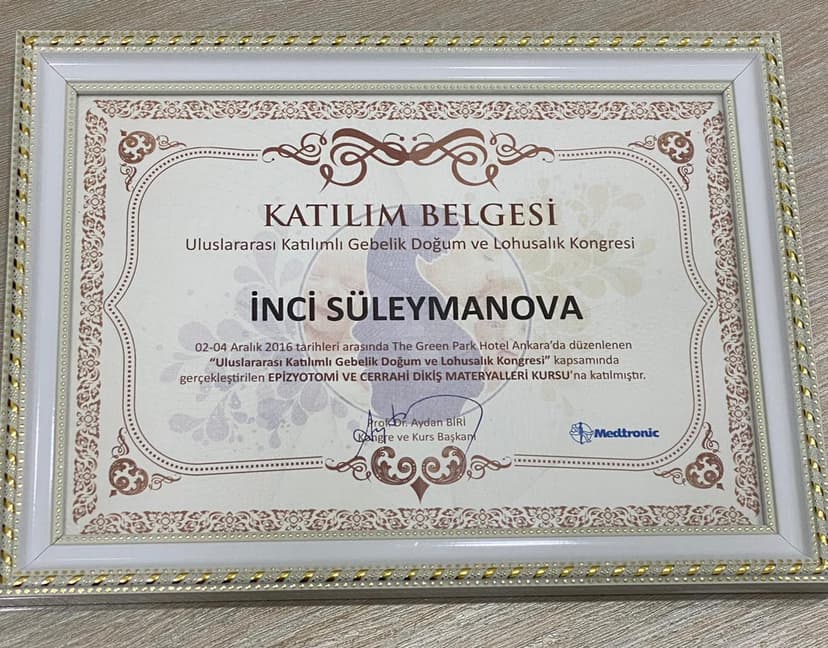 KATILIM BELGESİ
Uluslararası Katılımlı Gebelik Doğum ve Lohusalık Kongresi
İNCİ SÜLEYMANOVA
02-04 Aralık 2016 tarihleri arasında The Green Park Hotel Ankara'da düzenlenen
“Uluslararası Katılımlı Gebelik Doğum ve Lohusalık Kongresi” kapsamında
gerçekleştirilen EPİZYOTOMİ VE CERRAHİ DİKİŞ MATERYALLERİ KURSU'na katılmıştır.
Prof. Dr. Aydan BİRİ
Kongre ve Kurs Başkanı
Medtronic